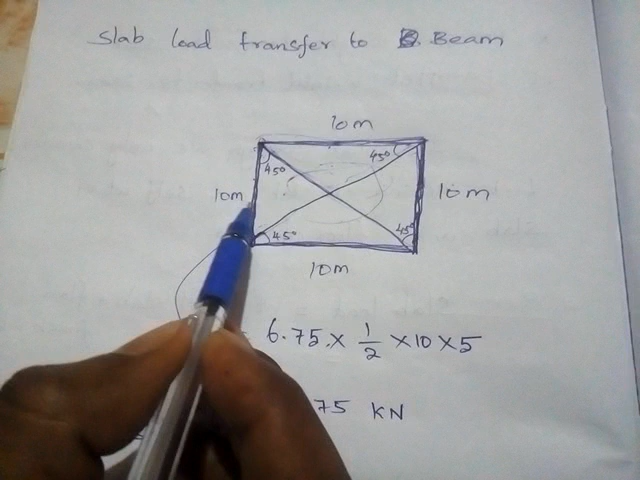 Slab load transfer to Beam
10m
45° 45°
10m 10m
45° 45°
10m
6.75 x 1/2 x 10 x 5
75 KN